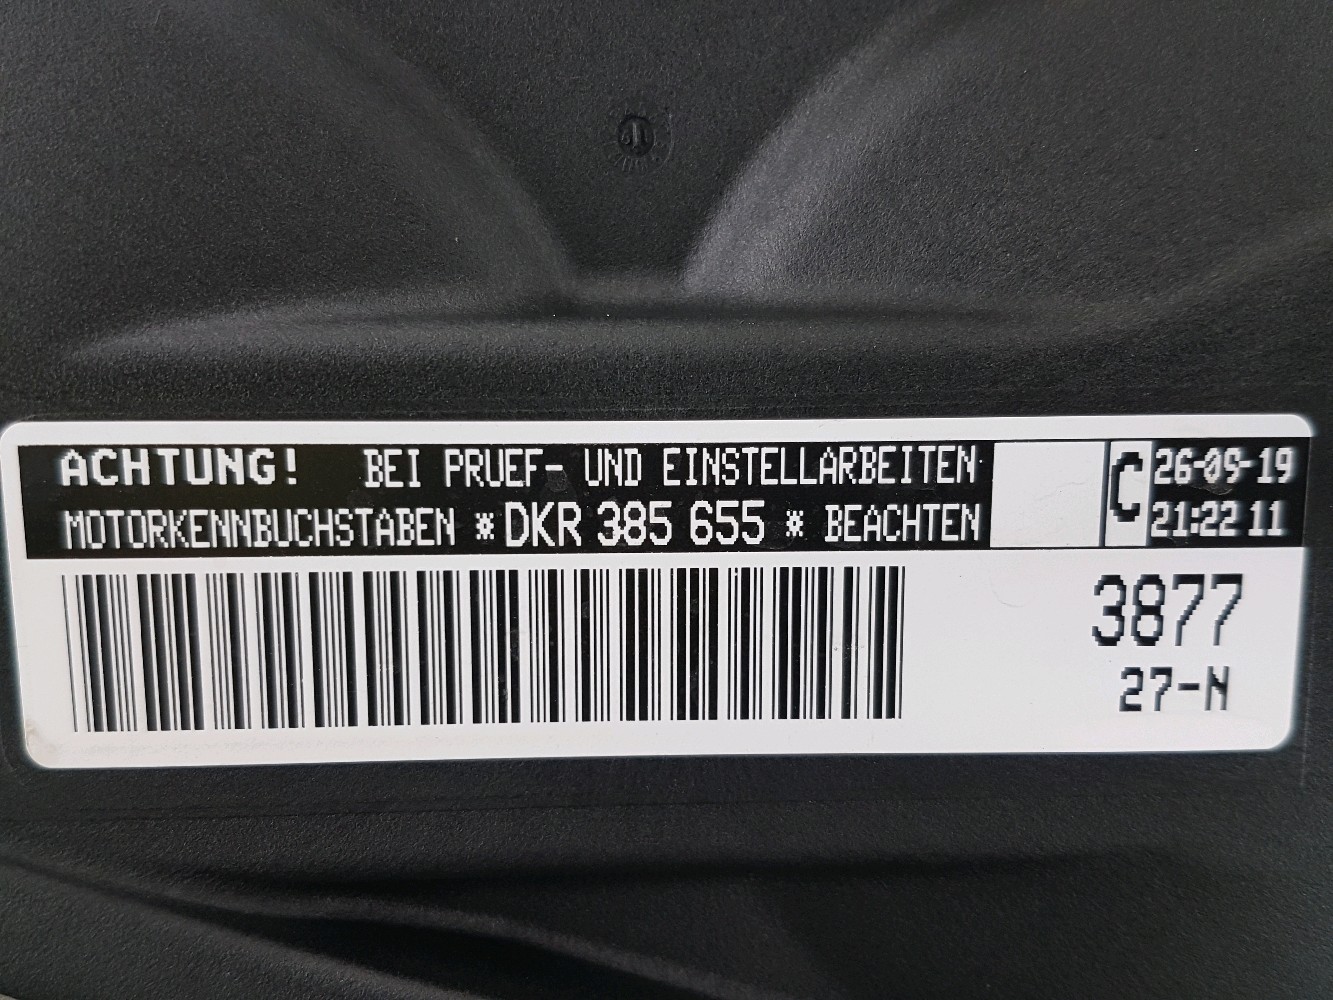 ACHTUNG! BEI PRUEF- UND EINSTELLARBEITEN
MOTORKENNBUCHSTABEN *DKR 385 655 * BEACHTEN
C
26-09-19
21:22 11
3877
27-N